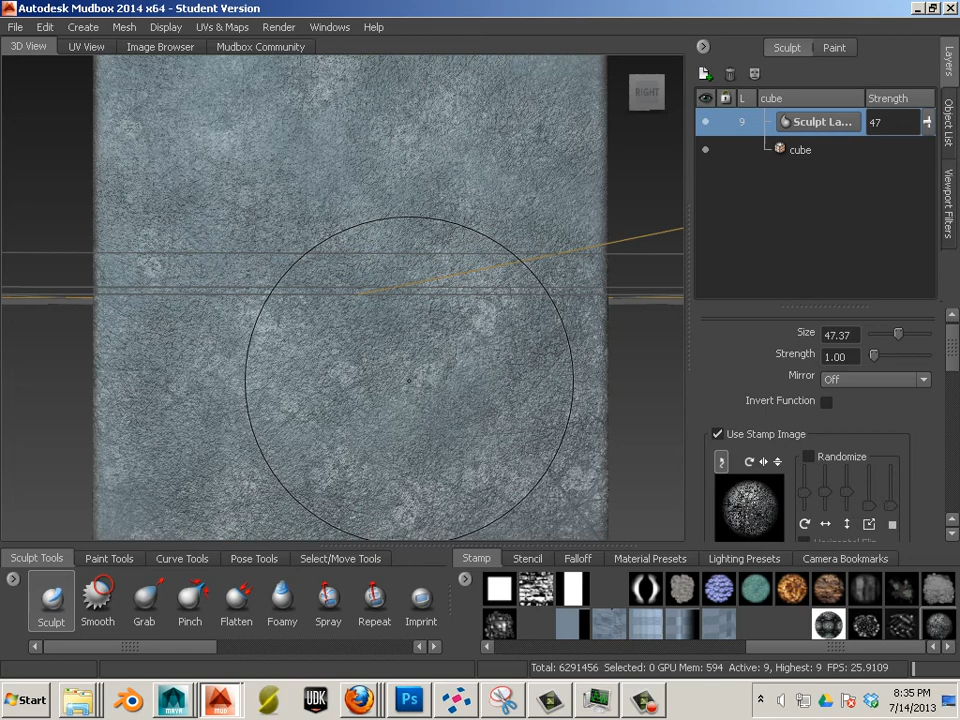 Autodesk Mudbox 2014 x64 - Student Version
File Edit Create Mesh Display UVs & Maps Render Windows Help
3D View UV View Image Browser Mudbox Community
Sculpt Paint
Layers
Object List
Viewport Filters
L cube Strength
9 Sculpt La... 47
cube
RIGHT
Size 47.37
Strength 1.00
Mirror Off
Invert Function
Use Stamp Image
Randomize
Sculpt Tools Paint Tools Curve Tools Pose Tools Select/Move Tools
Stamp Stencil Falloff Material Presets Lighting Presets Camera Bookmarks
Sculpt Smooth Grab Pinch Flatten Foamy Spray Repeat Imprint
Total: 6291456 Selected: 0 GPU Mem: 594 Active: 9, Highest: 9 FPS: 25.9109
Start MAYA MUD UDK Ps
8:35 PM
7/14/2013